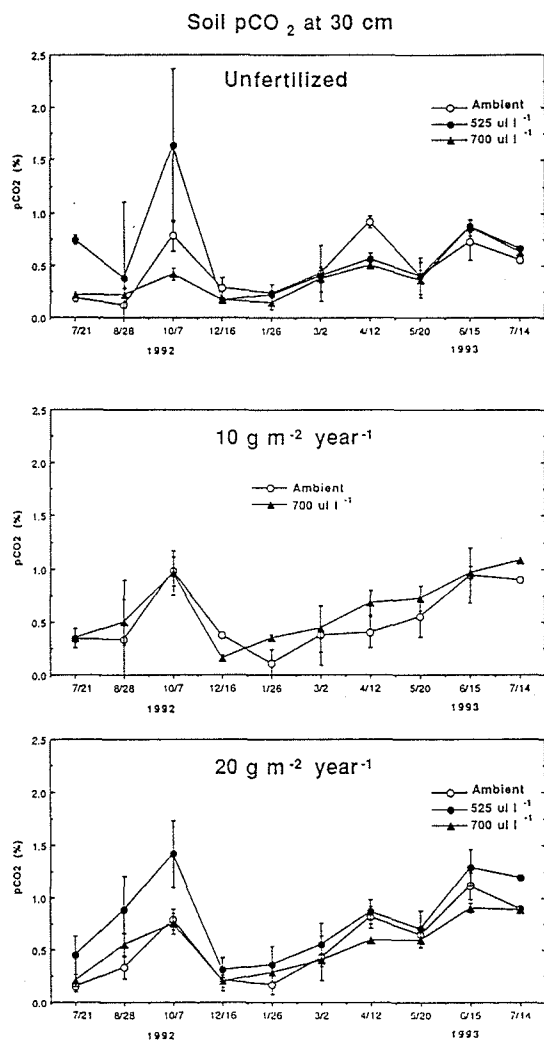 Soil pCO 2 at 30 cm
Unfertilized
Ambient
525 ul l -1
700 ul l -1
pCO2 (%)
2.5
2.0
1.5
1.0
0.5
0.0
7/21 8/28 10/7 12/16 1/26 3/2 4/12 5/20 6/15 7/14
1992 1993
10 g m-2 year-1
Ambient
700 ul l -1
pCO2 (%)
2.5
2.0
1.5
1.0
0.5
0.0
7/21 8/28 10/7 12/16 1/26 3/2 4/12 5/20 6/15 7/14
1992 1993
20 g m-2 year-1
Ambient
525 ul l -1
700 ul l -1
pCO2 (%)
2.5
2.0
1.5
1.0
0.5
0.0
7/21 8/28 10/7 12/16 1/26 3/2 4/12 5/20 6/15 7/14
1992 1993